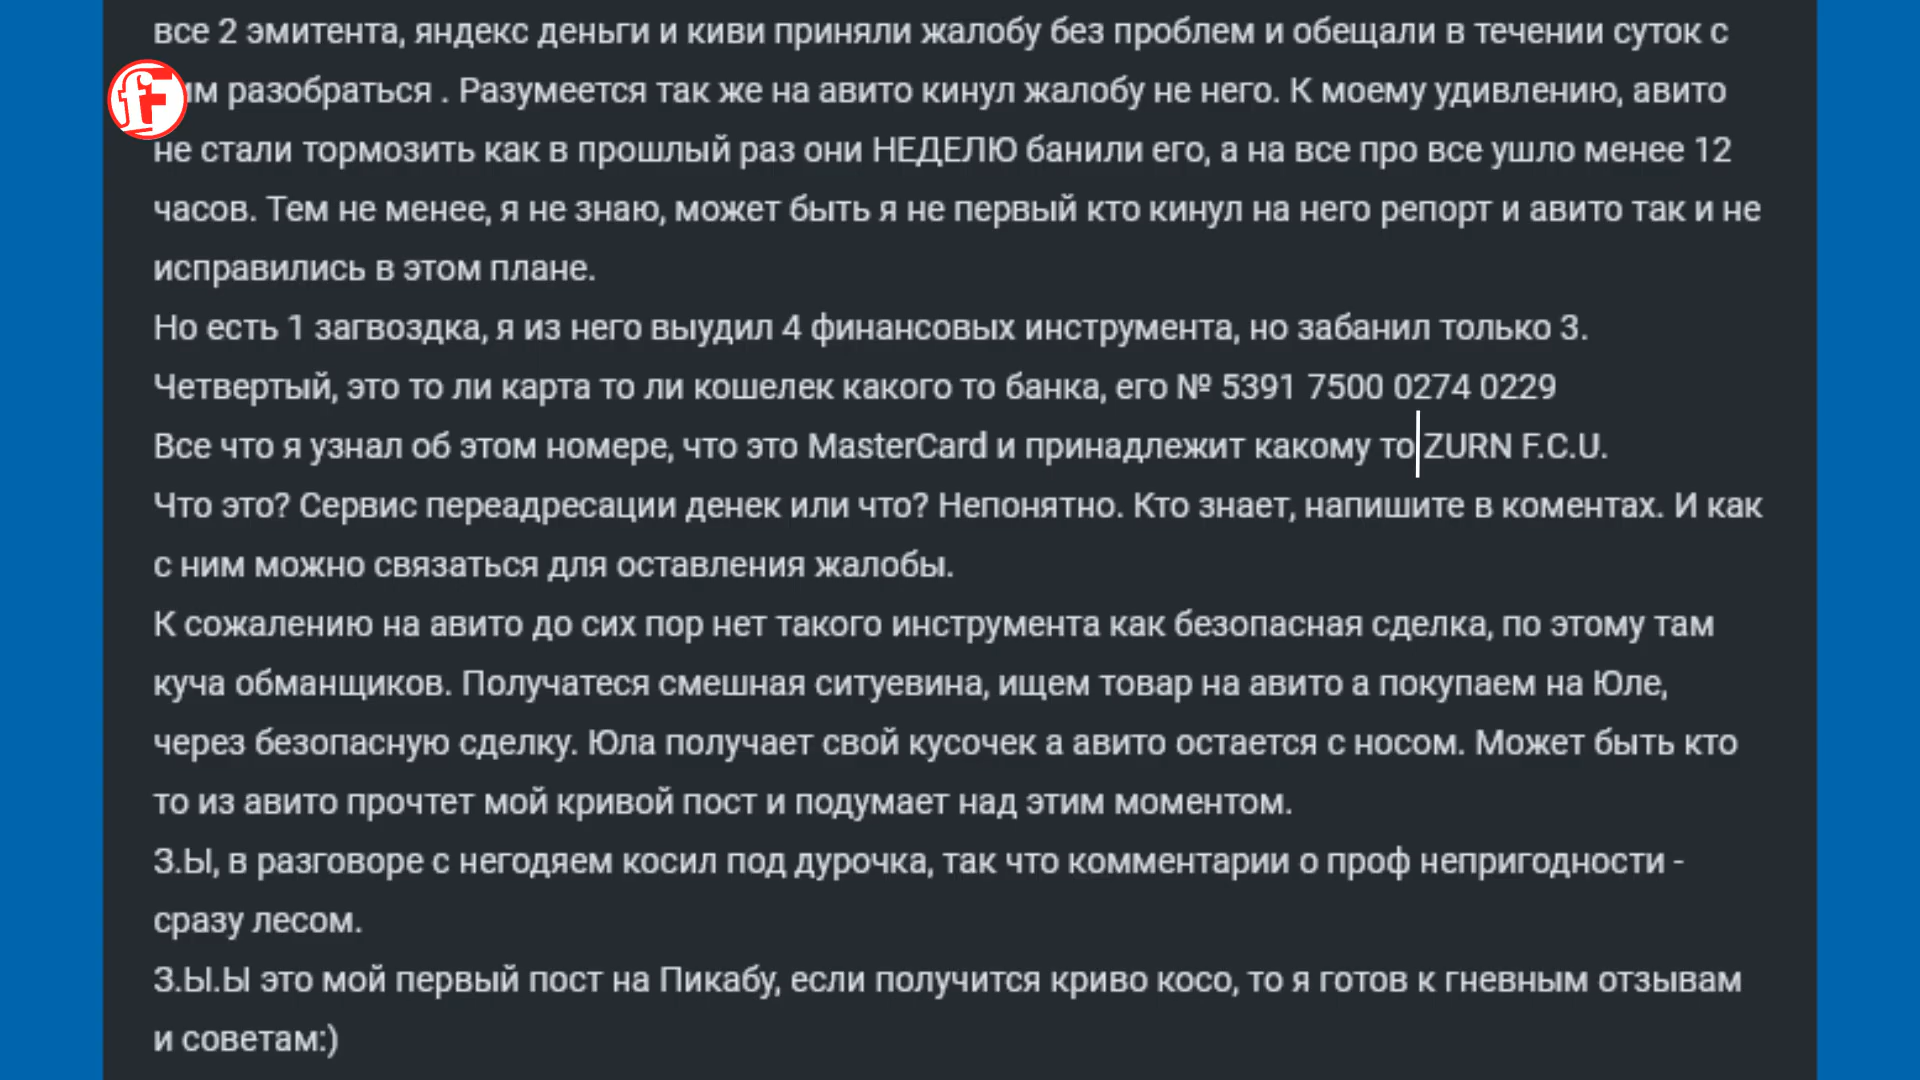 все 2 эмитента, яндекс деньги и киви приняли жалобу без проблем и обещали в течении суток с
им разобраться . Разумеется так же на авито кинул жалобу не него. К моему удивлению, авито
не стали тормозить как в прошлый раз они НЕДЕЛЮ банили его, а на все про все ушло менее 12
часов. Тем не менее, я не знаю, может быть я не первый кто кинул на него репорт и авито так и не
исправились в этом плане.
Но есть 1 загвоздка, я из него выудил 4 финансовых инструмента, но забанил только 3.
Четвертый, это то ли карта то ли кошелек какого то банка, его № 5391 7500 0274 0229
Все что я узнал об этом номере, что это MasterCard и принадлежит какому то ZURN F.C.U.
Что это? Сервис переадресации денек или что? Непонятно. Кто знает, напишите в коментах. И как
с ним можно связаться для оставления жалобы.
К сожалению на авито до сих пор нет такого инструмента как безопасная сделка, по этому там
куча обманщиков. Получатеся смешная ситуевина, ищем товар на авито а покупаем на Юле,
через безопасную сделку. Юла получает свой кусочек а авито остается с носом. Может быть кто
то из авито прочтет мой кривой пост и подумает над этим моментом.
З.Ы, в разговоре с негодяем косил под дурочка, так что комментарии о проф непригодности -
сразу лесом.
З.Ы.Ы это мой первый пост на Пикабу, если получится криво косо, то я готов к гневным отзывам
и советам:)